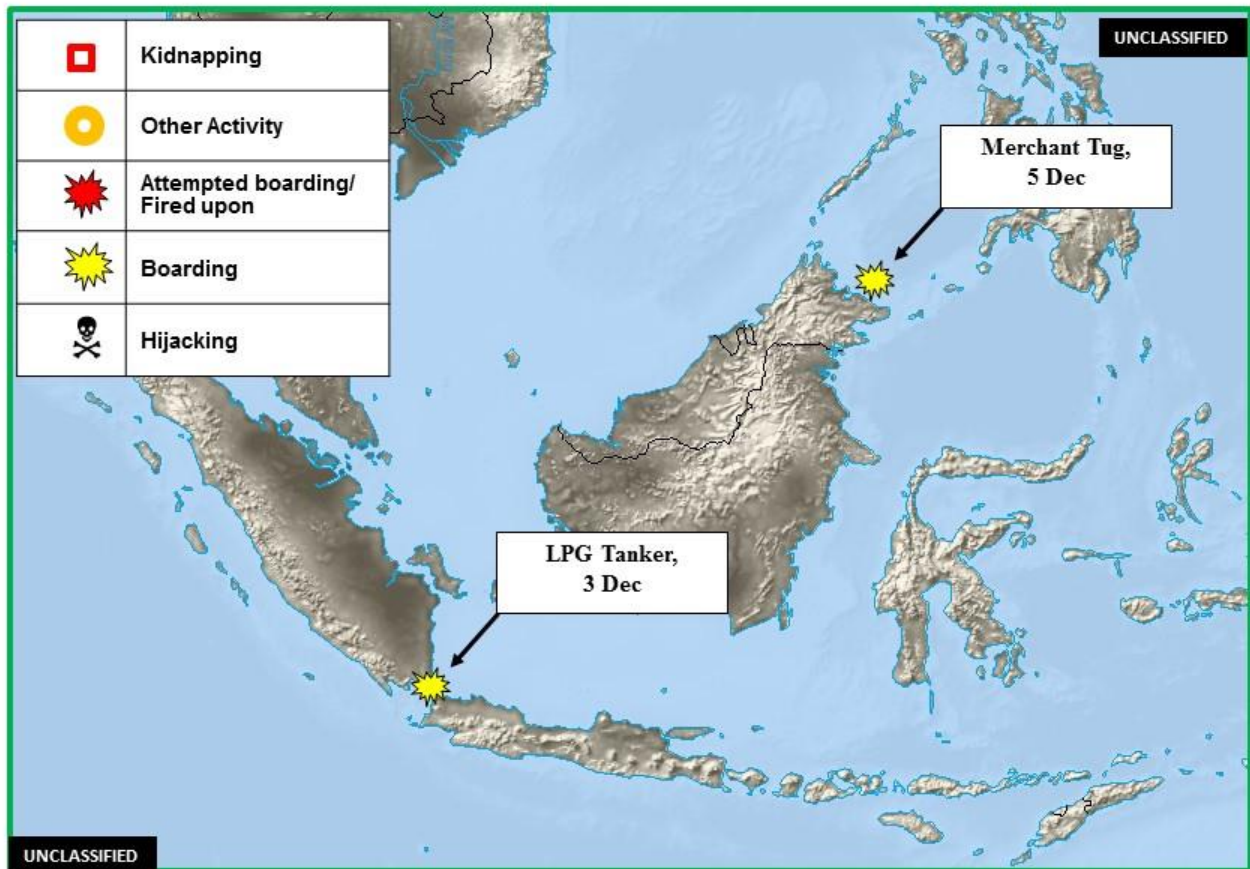 UNCLASSIFIED
Kidnapping
Other Activity
Attempted boarding/
Fired upon
Boarding
Hijacking
Merchant Tug,
5 Dec
LPG Tanker,
3 Dec
UNCLASSIFIED